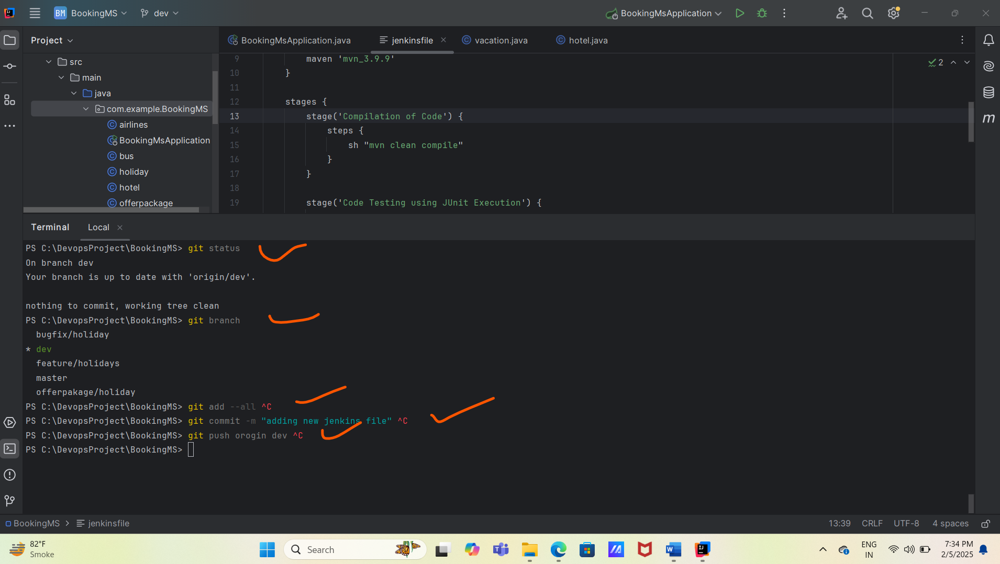 BM BookingMS dev BookingMsApplication
Project
BookingMsApplication.java jenkinsfile vacation.java hotel.java
src
main
java
com.example.BookingMS
airlines
BookingMsApplication
bus
holiday
hotel
offerpackage
9 maven 'mvn_3.9.9'
10 }
11
12 stages {
13 stage('Compilation of Code') {
14 steps {
15 sh "mvn clean compile"
16 }
17 }
18
19 stage('Code Testing using JUnit Execution') {
2
m
Terminal Local
PS C:\DevopsProject\BookingMS> git status
On branch dev
Your branch is up to date with 'origin/dev'.
nothing to commit, working tree clean
PS C:\DevopsProject\BookingMS> git branch
bugfix/holiday
* dev
feature/holidays
master
offerpakage/holiday
PS C:\DevopsProject\BookingMS> git add --all ^C
PS C:\DevopsProject\BookingMS> git commit -m "adding new jenkins file" ^C
PS C:\DevopsProject\BookingMS> git push orogin dev ^C
PS C:\DevopsProject\BookingMS>
BookingMS > jenkinsfile 13:39 CRLF UTF-8 4 spaces
82°F
Smoke
Search
ENG
IN
7:34 PM
2/5/2025